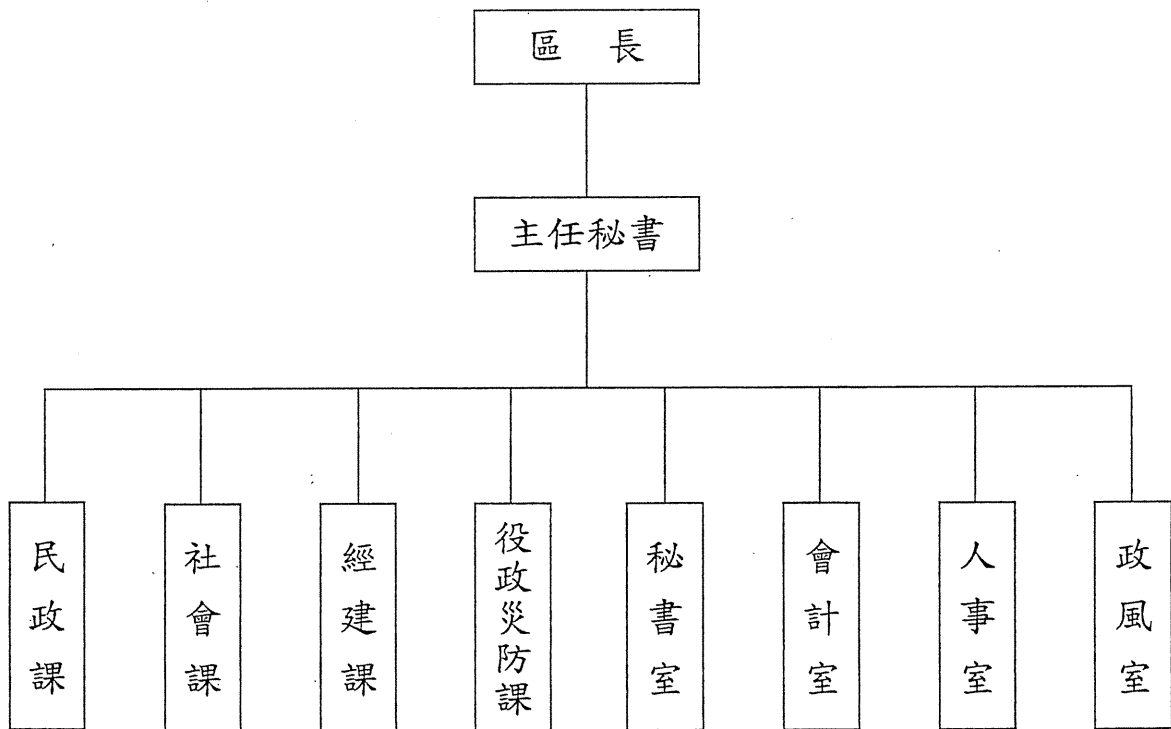 區 長
主任秘書
民政課
社會課
經建課
役政災防課
秘書室
會計室
人事室
政風室